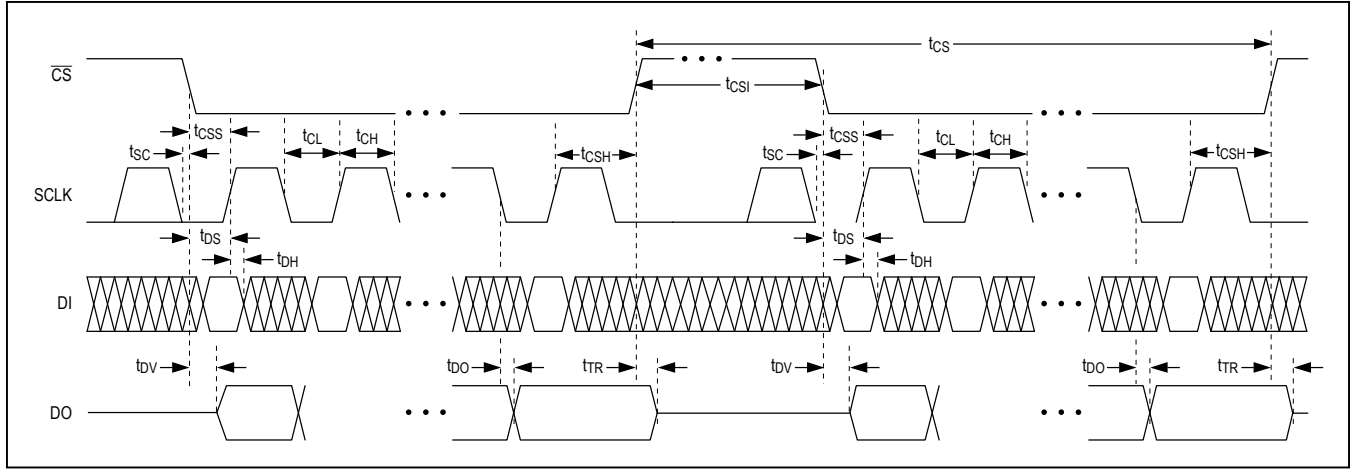 tCS
CS
tCSI
tCSS
tCL
tCH
tCSS
tCL
tCH
tSC
tCSH
tSC
tCSH
SCLK
tDS
tDS
tDH
tDH
DI
tDV
tDO
tTR
tDV
tDO
tTR
DO